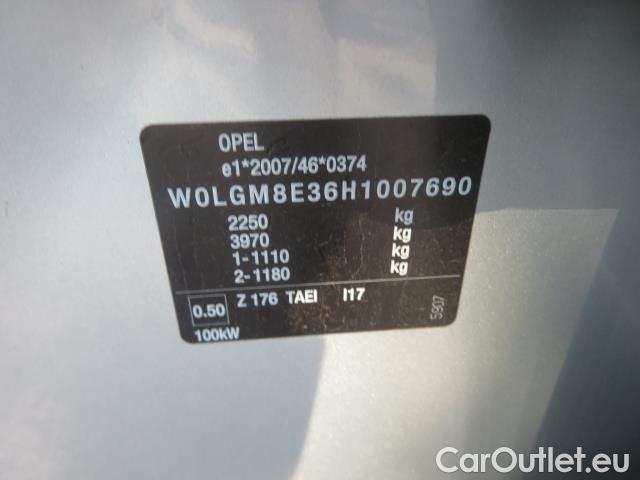 OPEL
e1*2007/46*0374
W0LGM8E36H1007690
2250 kg
3970 kg
1-1110 kg
2-1180 kg
0.50 Z 176 TAEI I17
100kW
5907
CarOutlet.eu